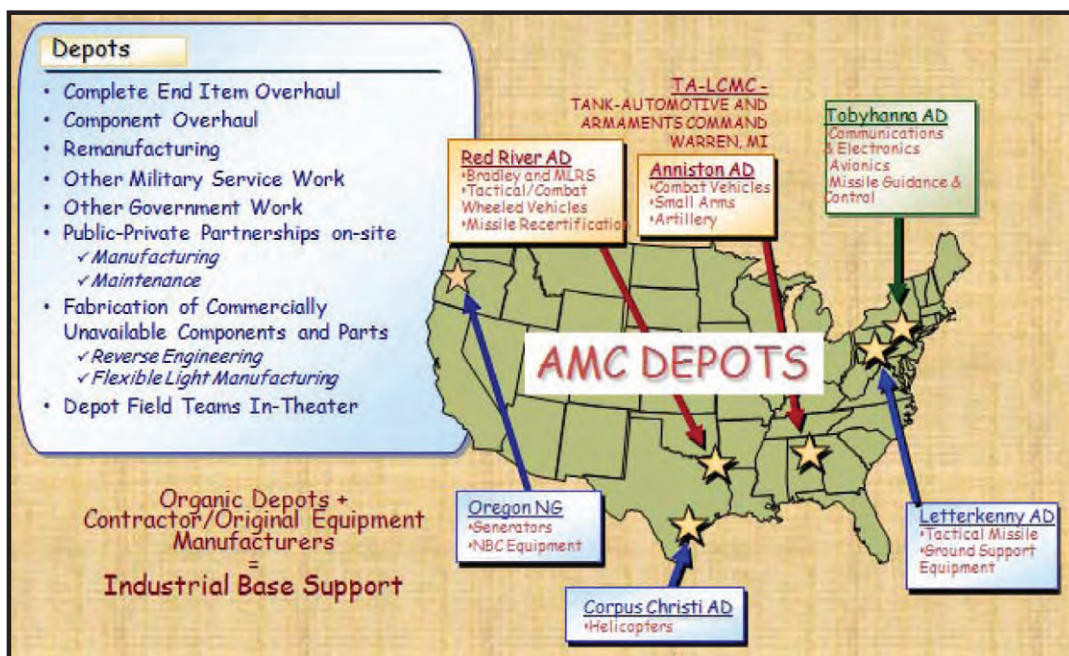 Depots
• Complete End Item Overhaul
• Component Overhaul
• Remanufacturing
• Other Military Service Work
• Other Government Work
• Public-Private Partnerships on-site
✓ Manufacturing
✓ Maintenance
• Fabrication of Commercially
Unavailable Components and Parts
✓ Reverse Engineering
✓ Flexible Light Manufacturing
• Depot Field Teams In-Theater
Organic Depots +
Contractor/Original Equipment
Manufacturers
=
Industrial Base Support
TA-LCMC -
TANK-AUTOMOTIVE AND
ARMAMENTS COMMAND
WARREN, MI
Red River AD
•Bradley and MLRS
•Tactical/Combat
Wheeled Vehicles
•Missile Recertification
Anniston AD
•Combat Vehicles
•Small Arms
•Artillery
Tobyhanna AD
•Communications
& Electronics
•Avionics
•Missile Guidance &
Control
AMC DEPOTS
Oregon NG
•Generators
•NBC Equipment
Corpus Christi AD
•Helicopters
Letterkenny AD
•Tactical Missile
•Ground Support
Equipment